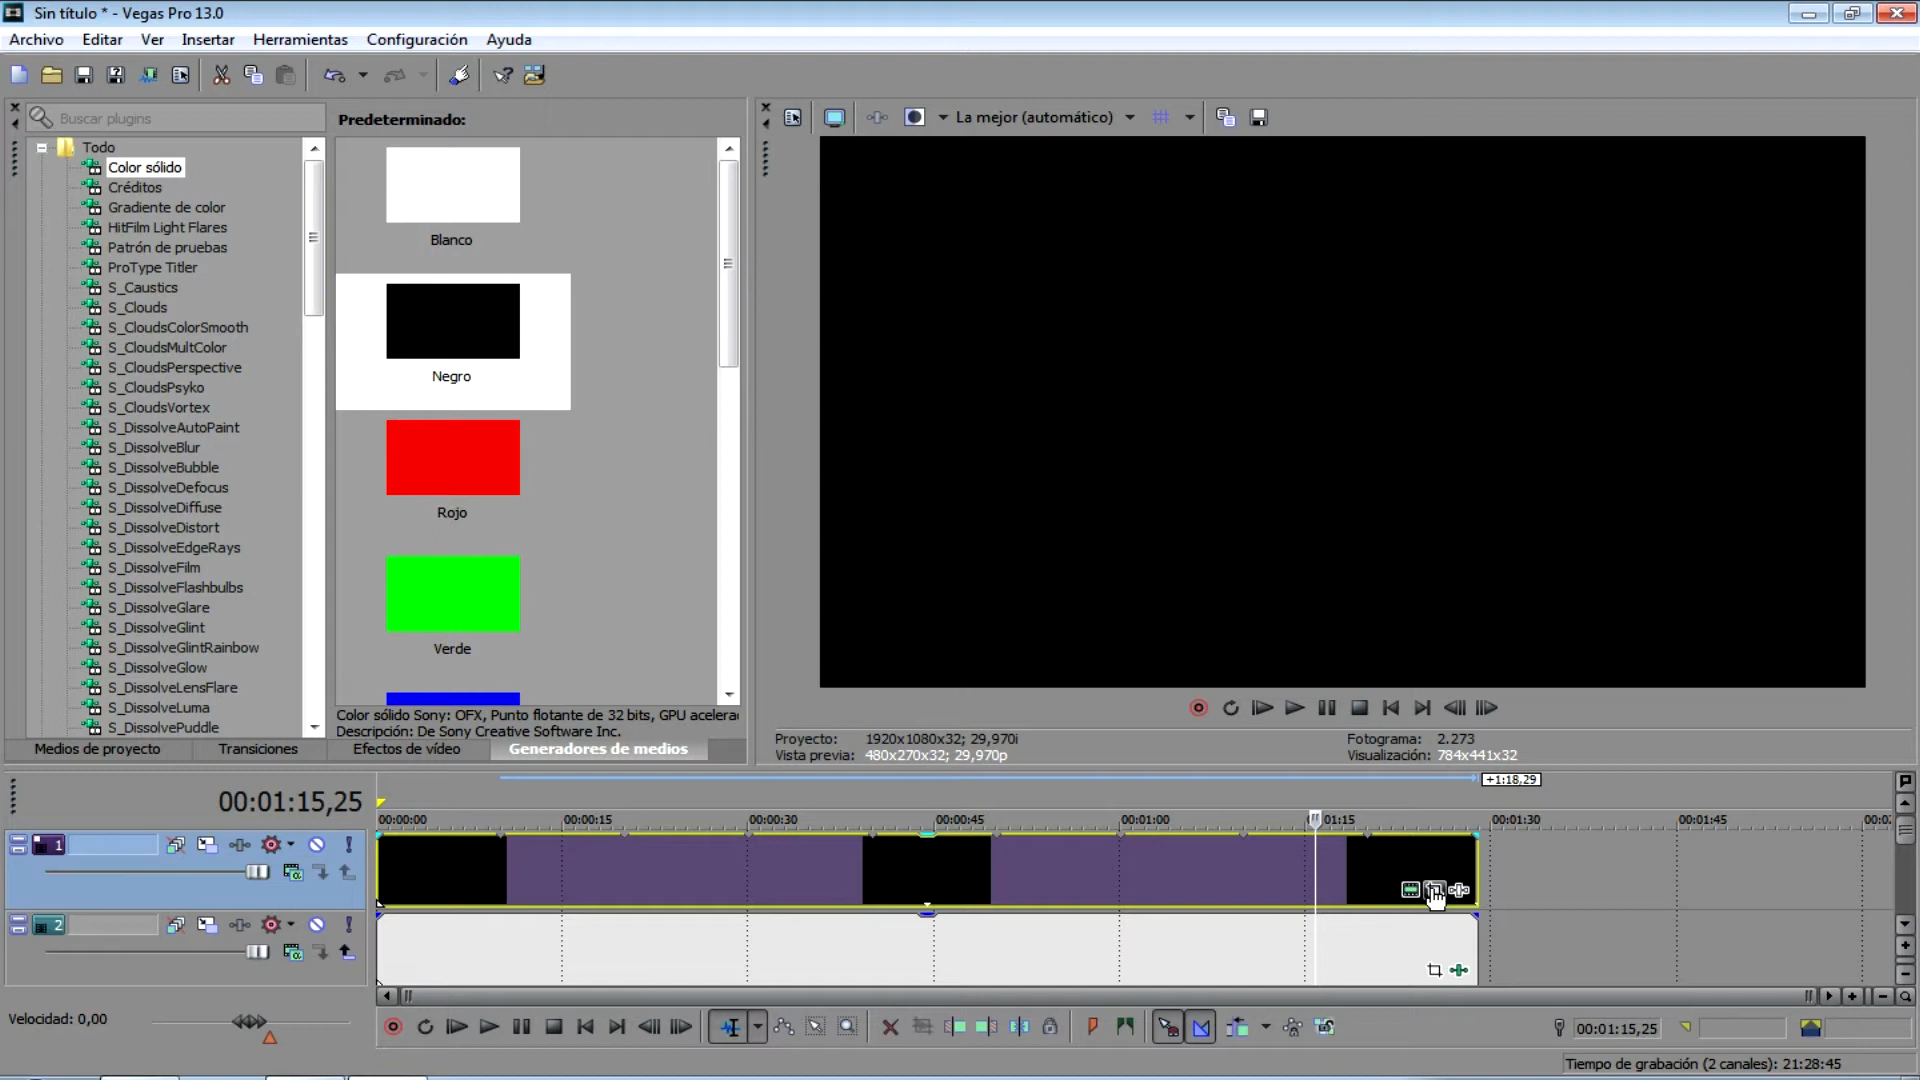 Sin título * - Vegas Pro 13.0
Archivo Editar Ver Insertar Herramientas Configuración Ayuda
Buscar plugins
Predeterminado:
La mejor (automático)
Todo
Color sólido
Créditos
Gradiente de color
HitFilm Light Flares
Patrón de pruebas
ProType Titler
S_Caustics
S_Clouds
S_CloudsColorSmooth
S_CloudsMultColor
S_CloudsPerspective
S_CloudsPsyko
S_CloudsVortex
S_DissolveAutoPaint
S_DissolveBlur
S_DissolveBubble
S_DissolveDefocus
S_DissolveDiffuse
S_DissolveDistort
S_DissolveEdgeRays
S_DissolveFilm
S_DissolveFlashbulbs
S_DissolveGlare
S_DissolveGlint
S_DissolveGlintRainbow
S_DissolveGlow
S_DissolveLensFlare
S_DissolveLuma
S_DissolvePuddle
Blanco
Negro
Rojo
Verde
Color sólido Sony: OFX, Punto flotante de 32 bits, GPU acelera
Descripción: De Sony Creative Software Inc.
Medios de proyecto Transiciones Efectos de vídeo Generadores de medios
Proyecto: 1920x1080x32; 29,970i
Vista previa: 480x270x32; 29,970p
Fotograma: 2.273
Visualización: 784x441x32
+1:18,29
00:01:15,25
00:00:00 00:00:15 00:00:30 00:00:45 00:01:00 01:15 00:01:30 00:01:45 00:0
1
2
Velocidad: 0,00
00:01:15,25
Tiempo de grabación (2 canales): 21:28:45